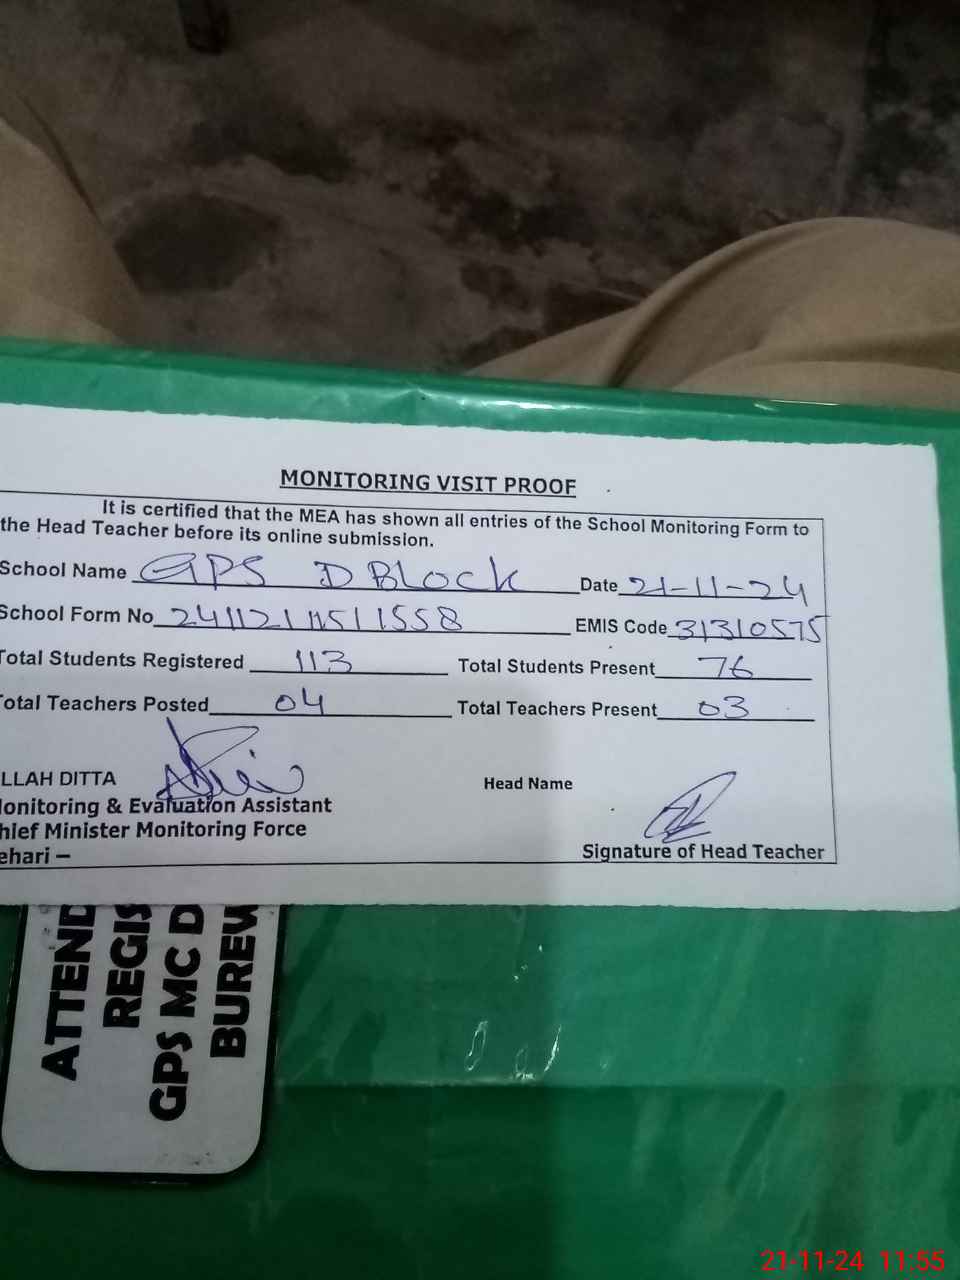 MONITORING VISIT PROOF
It is certified that the MEA has shown all entries of the School Monitoring Form to
the Head Teacher before its online submission.
School Name GPS D BLOCK Date 21-11-24
School Form No EMIS Code 31310575
Total Students Registered 113 Total Students Present 76
Total Teachers Posted 04 Total Teachers Present 03
LLAH DITTA Head Name
Monitoring & Evaluation Assistant
hief Minister Monitoring Force
ehari – Signature of Head Teacher
ATTEND
REGIS
GPS MC D
BUREW
21-11-24 11:55